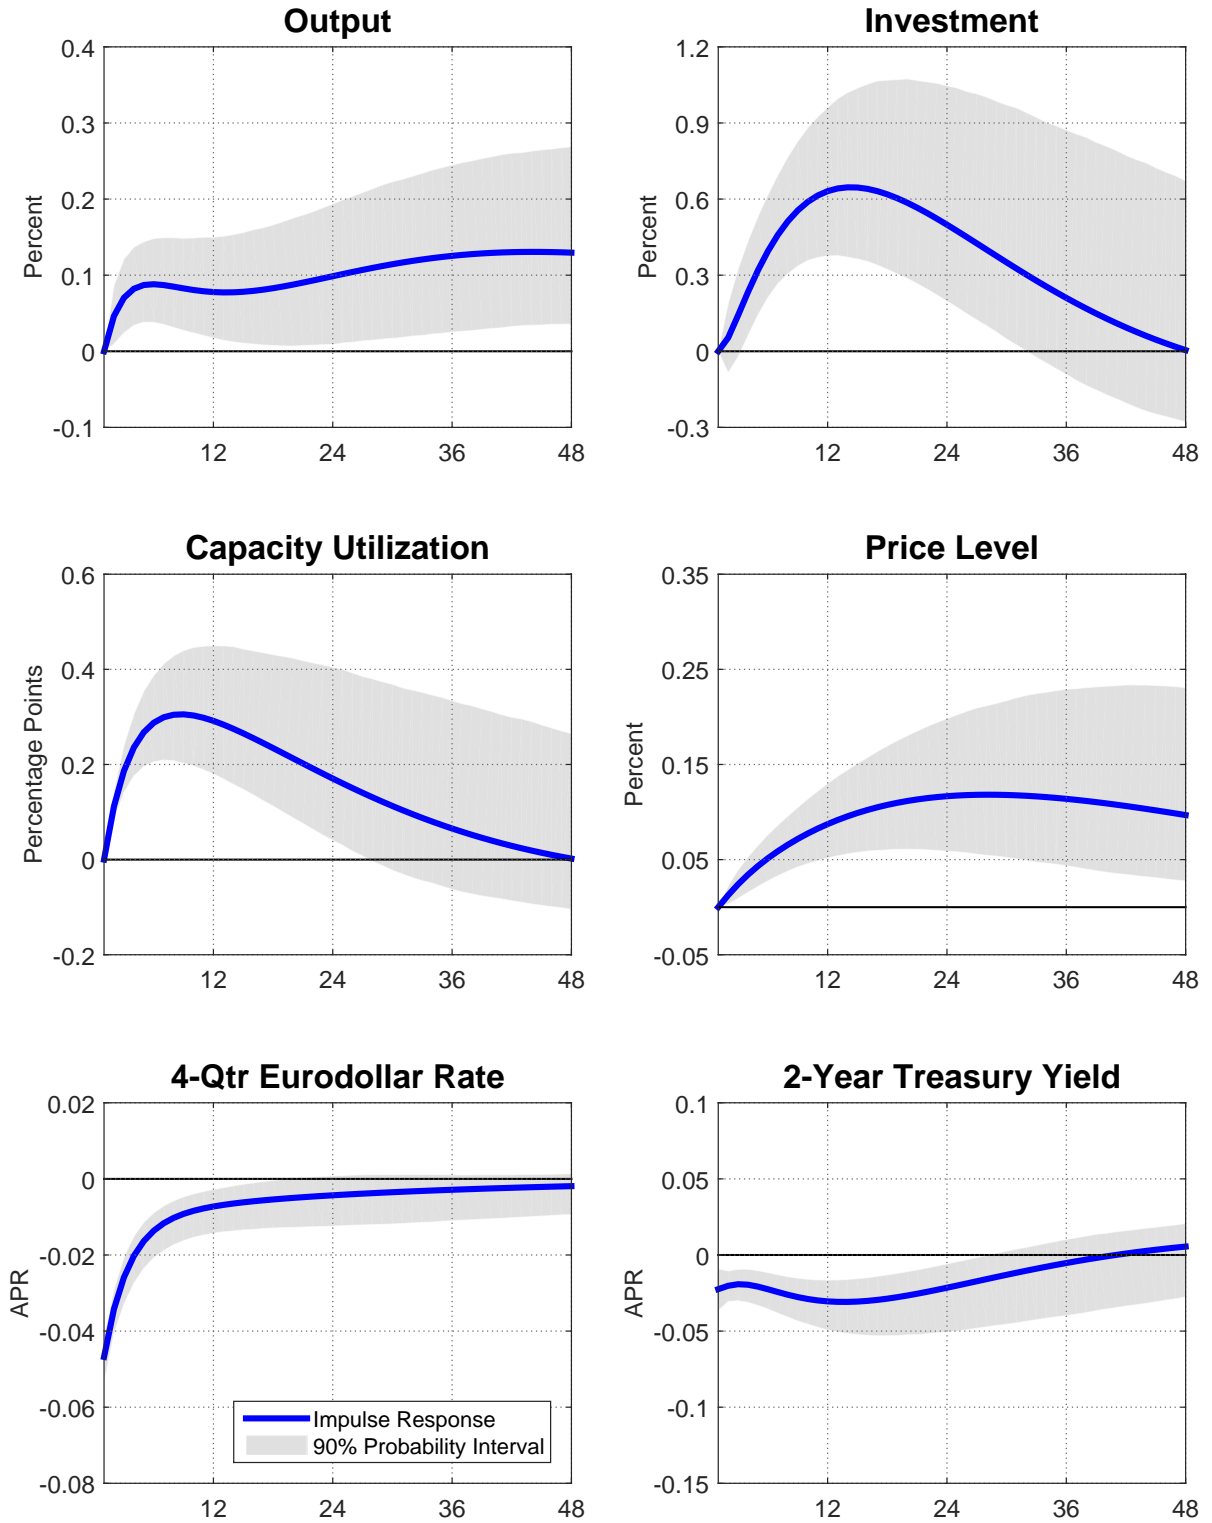 Output
Percent
0.4
0.3
0.2
0.1
0
-0.1
12 24 36 48
Investment
Percent
1.2
0.9
0.6
0.3
0
-0.3
12 24 36 48
Capacity Utilization
Percentage Points
0.6
0.4
0.2
0
-0.2
12 24 36 48
Price Level
Percent
0.35
0.25
0.15
0.05
-0.05
12 24 36 48
4-Qtr Eurodollar Rate
APR
0.02
0
-0.02
-0.04
-0.06
-0.08
Impulse Response
90% Probability Interval
12 24 36 48
2-Year Treasury Yield
APR
0.1
0.05
0
-0.05
-0.1
-0.15
12 24 36 48